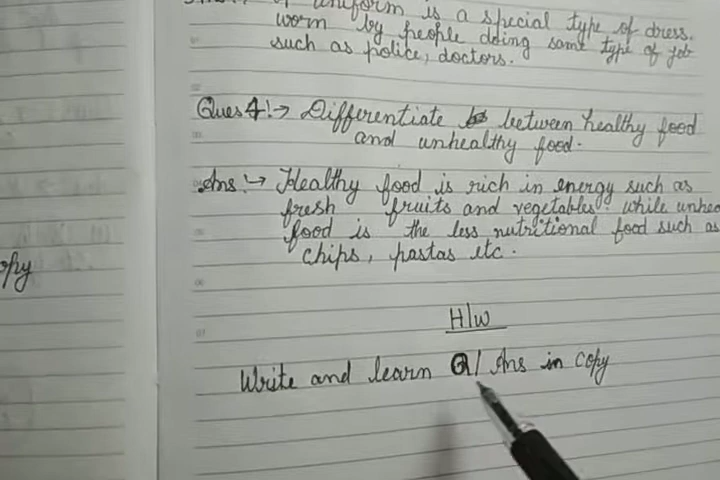 uniform is a special type of dress.
worn by people doing same type of job
such as police, doctors.
Ques 4!→ Differentiate between healthy food
and unhealthy food.
Ans!→ Healthy food is rich in energy such as
fresh fruits and vegetables. while
food is the less nutritional food such as
chips, pastas etc.
opy
H/w
Write and learn Q/Ans in copy